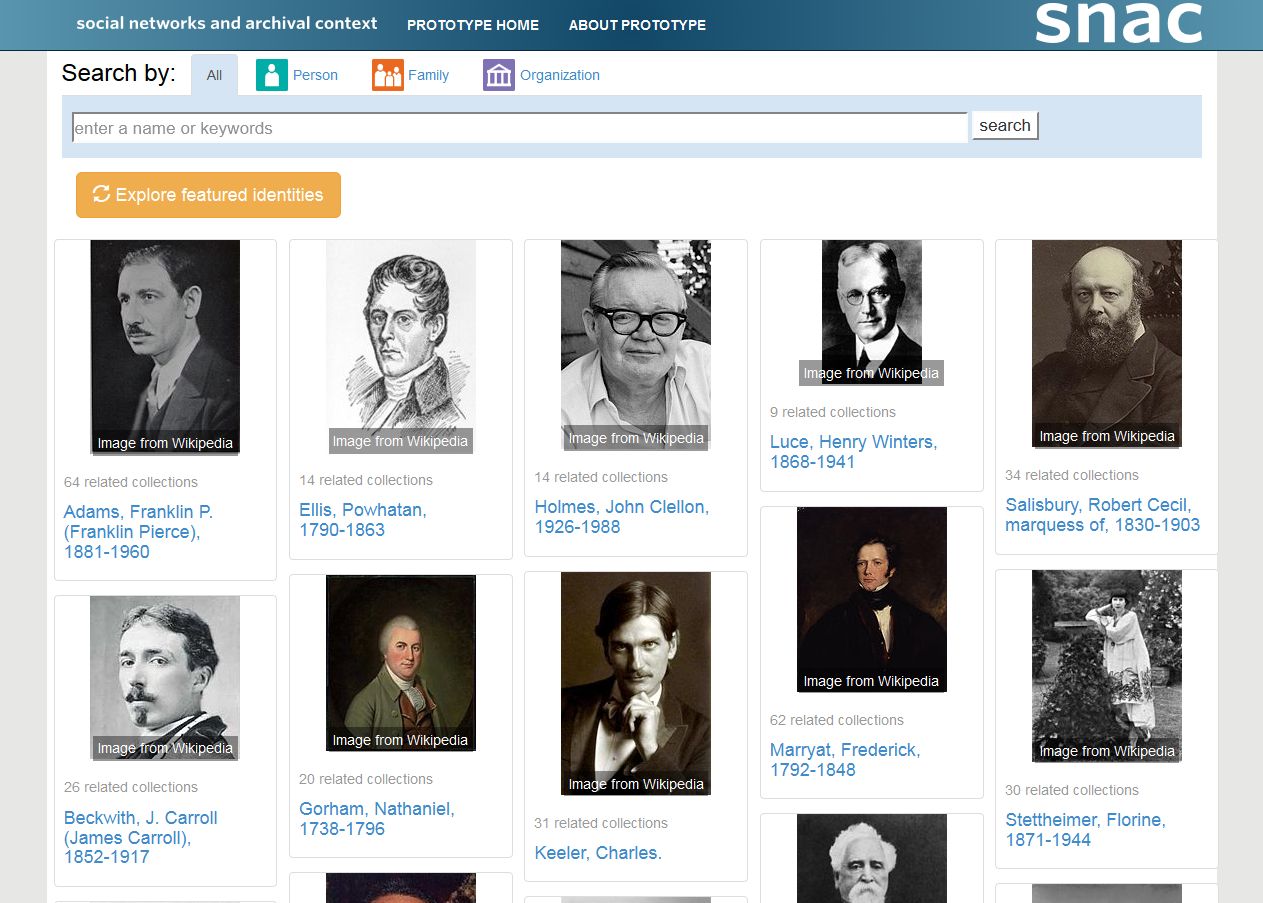 social networks and archival context PROTOTYPE HOME ABOUT PROTOTYPE snac
Search by: All Person Family Organization
enter a name or keywords search
Explore featured identities
Image from Wikipedia
64 related collections
Adams, Franklin P.
(Franklin Pierce),
1881-1960
Image from Wikipedia
26 related collections
Beckwith, J. Carroll
(James Carroll),
1852-1917
Image from Wikipedia
14 related collections
Ellis, Powhatan,
1790-1863
Image from Wikipedia
20 related collections
Gorham, Nathaniel,
1738-1796
Image from Wikipedia
14 related collections
Holmes, John Clellon,
1926-1988
Image from Wikipedia
31 related collections
Keeler, Charles.
Image from Wikipedia
9 related collections
Luce, Henry Winters,
1868-1941
Image from Wikipedia
62 related collections
Marryat, Frederick,
1792-1848
Image from Wikipedia
34 related collections
Salisbury, Robert Cecil,
marquess of, 1830-1903
Image from Wikipedia
30 related collections
Stettheimer, Florine,
1871-1944